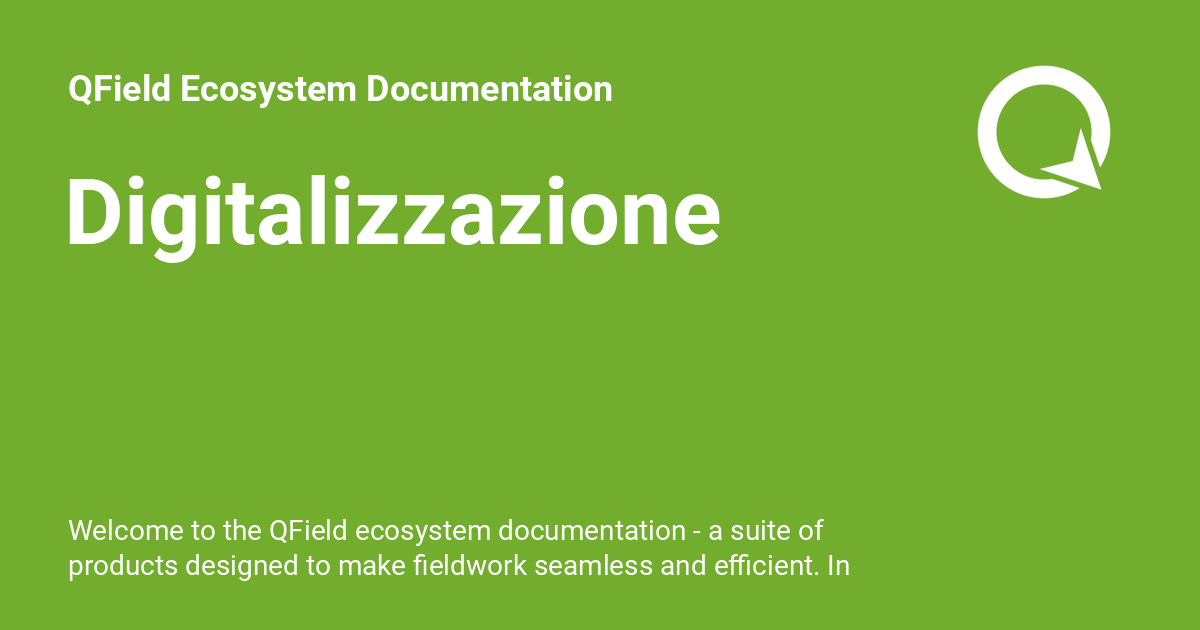 QField Ecosystem Documentation
Digitalizzazione
Welcome to the QField ecosystem documentation - a suite of
products designed to make fieldwork seamless and efficient. In